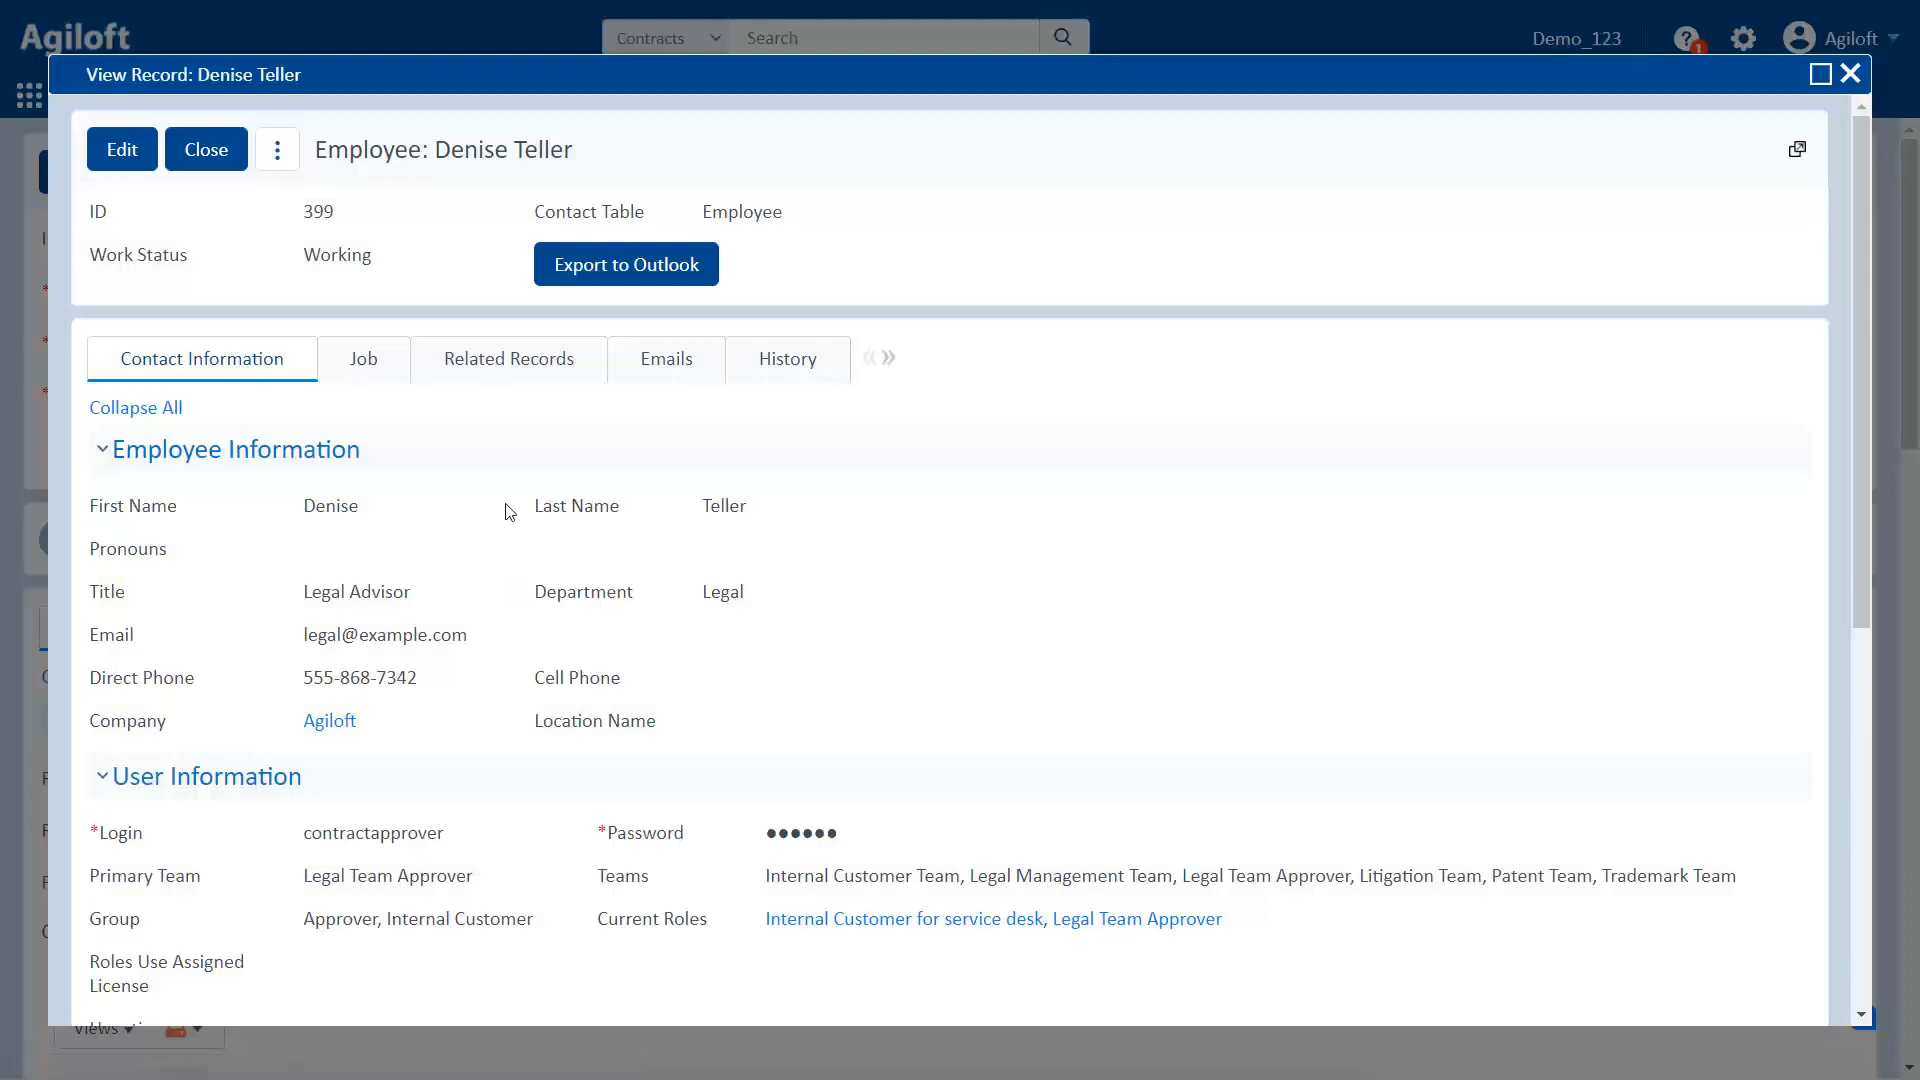 Agiloft
Contracts
Search
Demo_123
1
Agiloft
View Record: Denise Teller
Edit
Close
Employee: Denise Teller
ID
399
Contact Table
Employee
Work Status
Working
Export to Outlook
Contact Information
Job
Related Records
Emails
History
Collapse All
Employee Information
First Name
Denise
Last Name
Teller
Pronouns
Title
Legal Advisor
Department
Legal
Email
legal@example.com
Direct Phone
555-868-7342
Cell Phone
Company
Agiloft
Location Name
User Information
*Login
contractapprover
*Password
●●●●●●
Primary Team
Legal Team Approver
Teams
Internal Customer Team, Legal Management Team, Legal Team Approver, Litigation Team, Patent Team, Trademark Team
Group
Approver, Internal Customer
Current Roles
Internal Customer for service desk, Legal Team Approver
Roles Use Assigned
License
Views